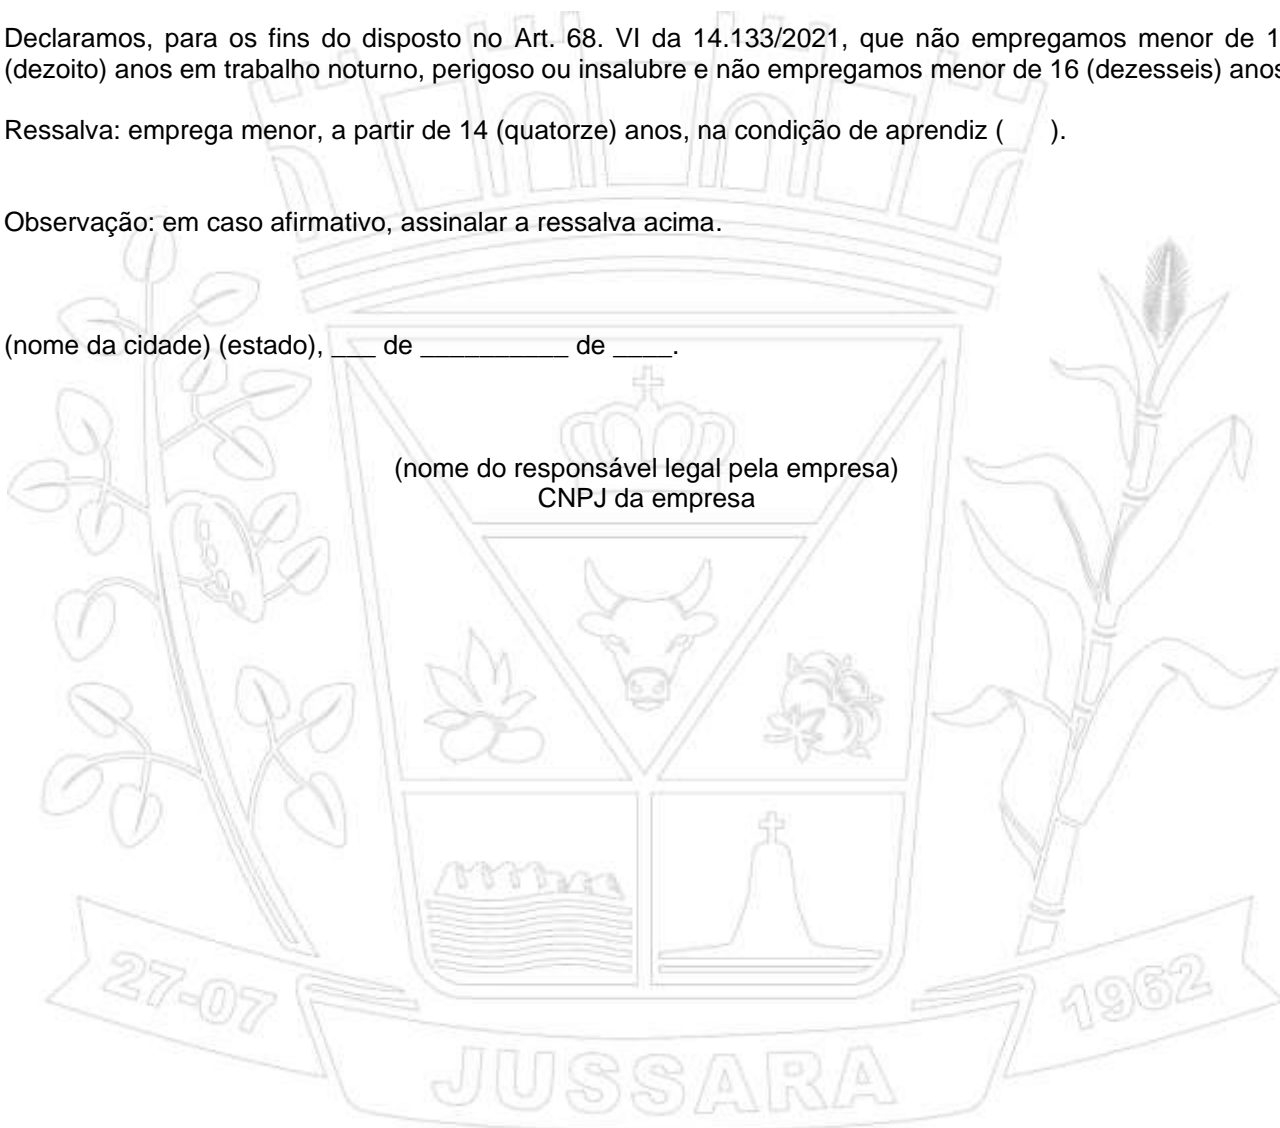 Declaramos, para os fins do disposto no Art. 68. VI da 14.133/2021, que não empregamos menor de 1
(dezoito) anos em trabalho noturno, perigoso ou insalubre e não empregamos menor de 16 (dezesseis) anos
Ressalva: emprega menor, a partir de 14 (quatorze) anos, na condição de aprendiz (      ).
Observação: em caso afirmativo, assinalar a ressalva acima.
(nome da cidade) (estado), ___ de __________ de ____.
(nome do responsável legal pela empresa)
CNPJ da empresa
27-07
1962
JUSSARA